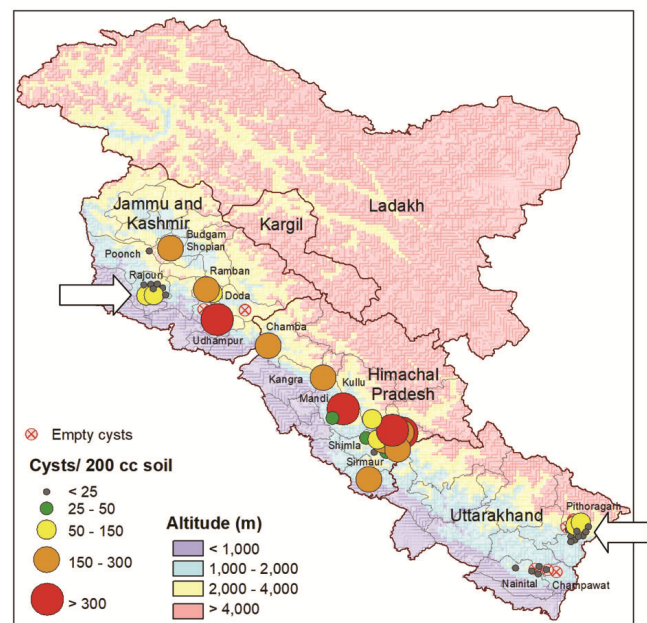 Jammu and
Kashmir
Kargil
Ladakh
Budgam
Shopian
Poonch
Rajouri
Ramban
Doda
Udhampur
Chamba
Kangra
Kullu
Himachal
Pradesh
Mandi
Shimla
Sirmaur
Uttarakhand
Pithoragarh
Nainital
Champawat
Empty cysts
Cysts/ 200 cc soil
< 25
25 - 50
50 - 150
150 - 300
> 300
Altitude (m)
< 1,000
1,000 - 2,000
2,000 - 4,000
> 4,000